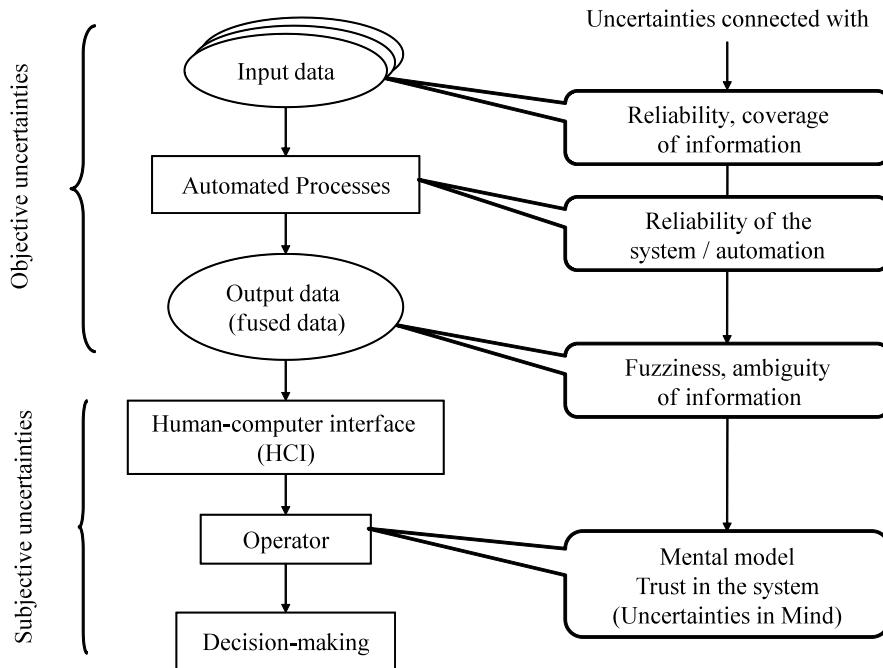 Uncertainties connected with
Objective uncertainties
Input data
Reliability, coverage
of information
Automated Processes
Reliability of the
system / automation
Output data
(fused data)
Fuzziness, ambiguity
of information
Subjective uncertainties
Human-computer interface
(HCI)
Operator
Mental model
Trust in the system
(Uncertainties in Mind)
Decision-making